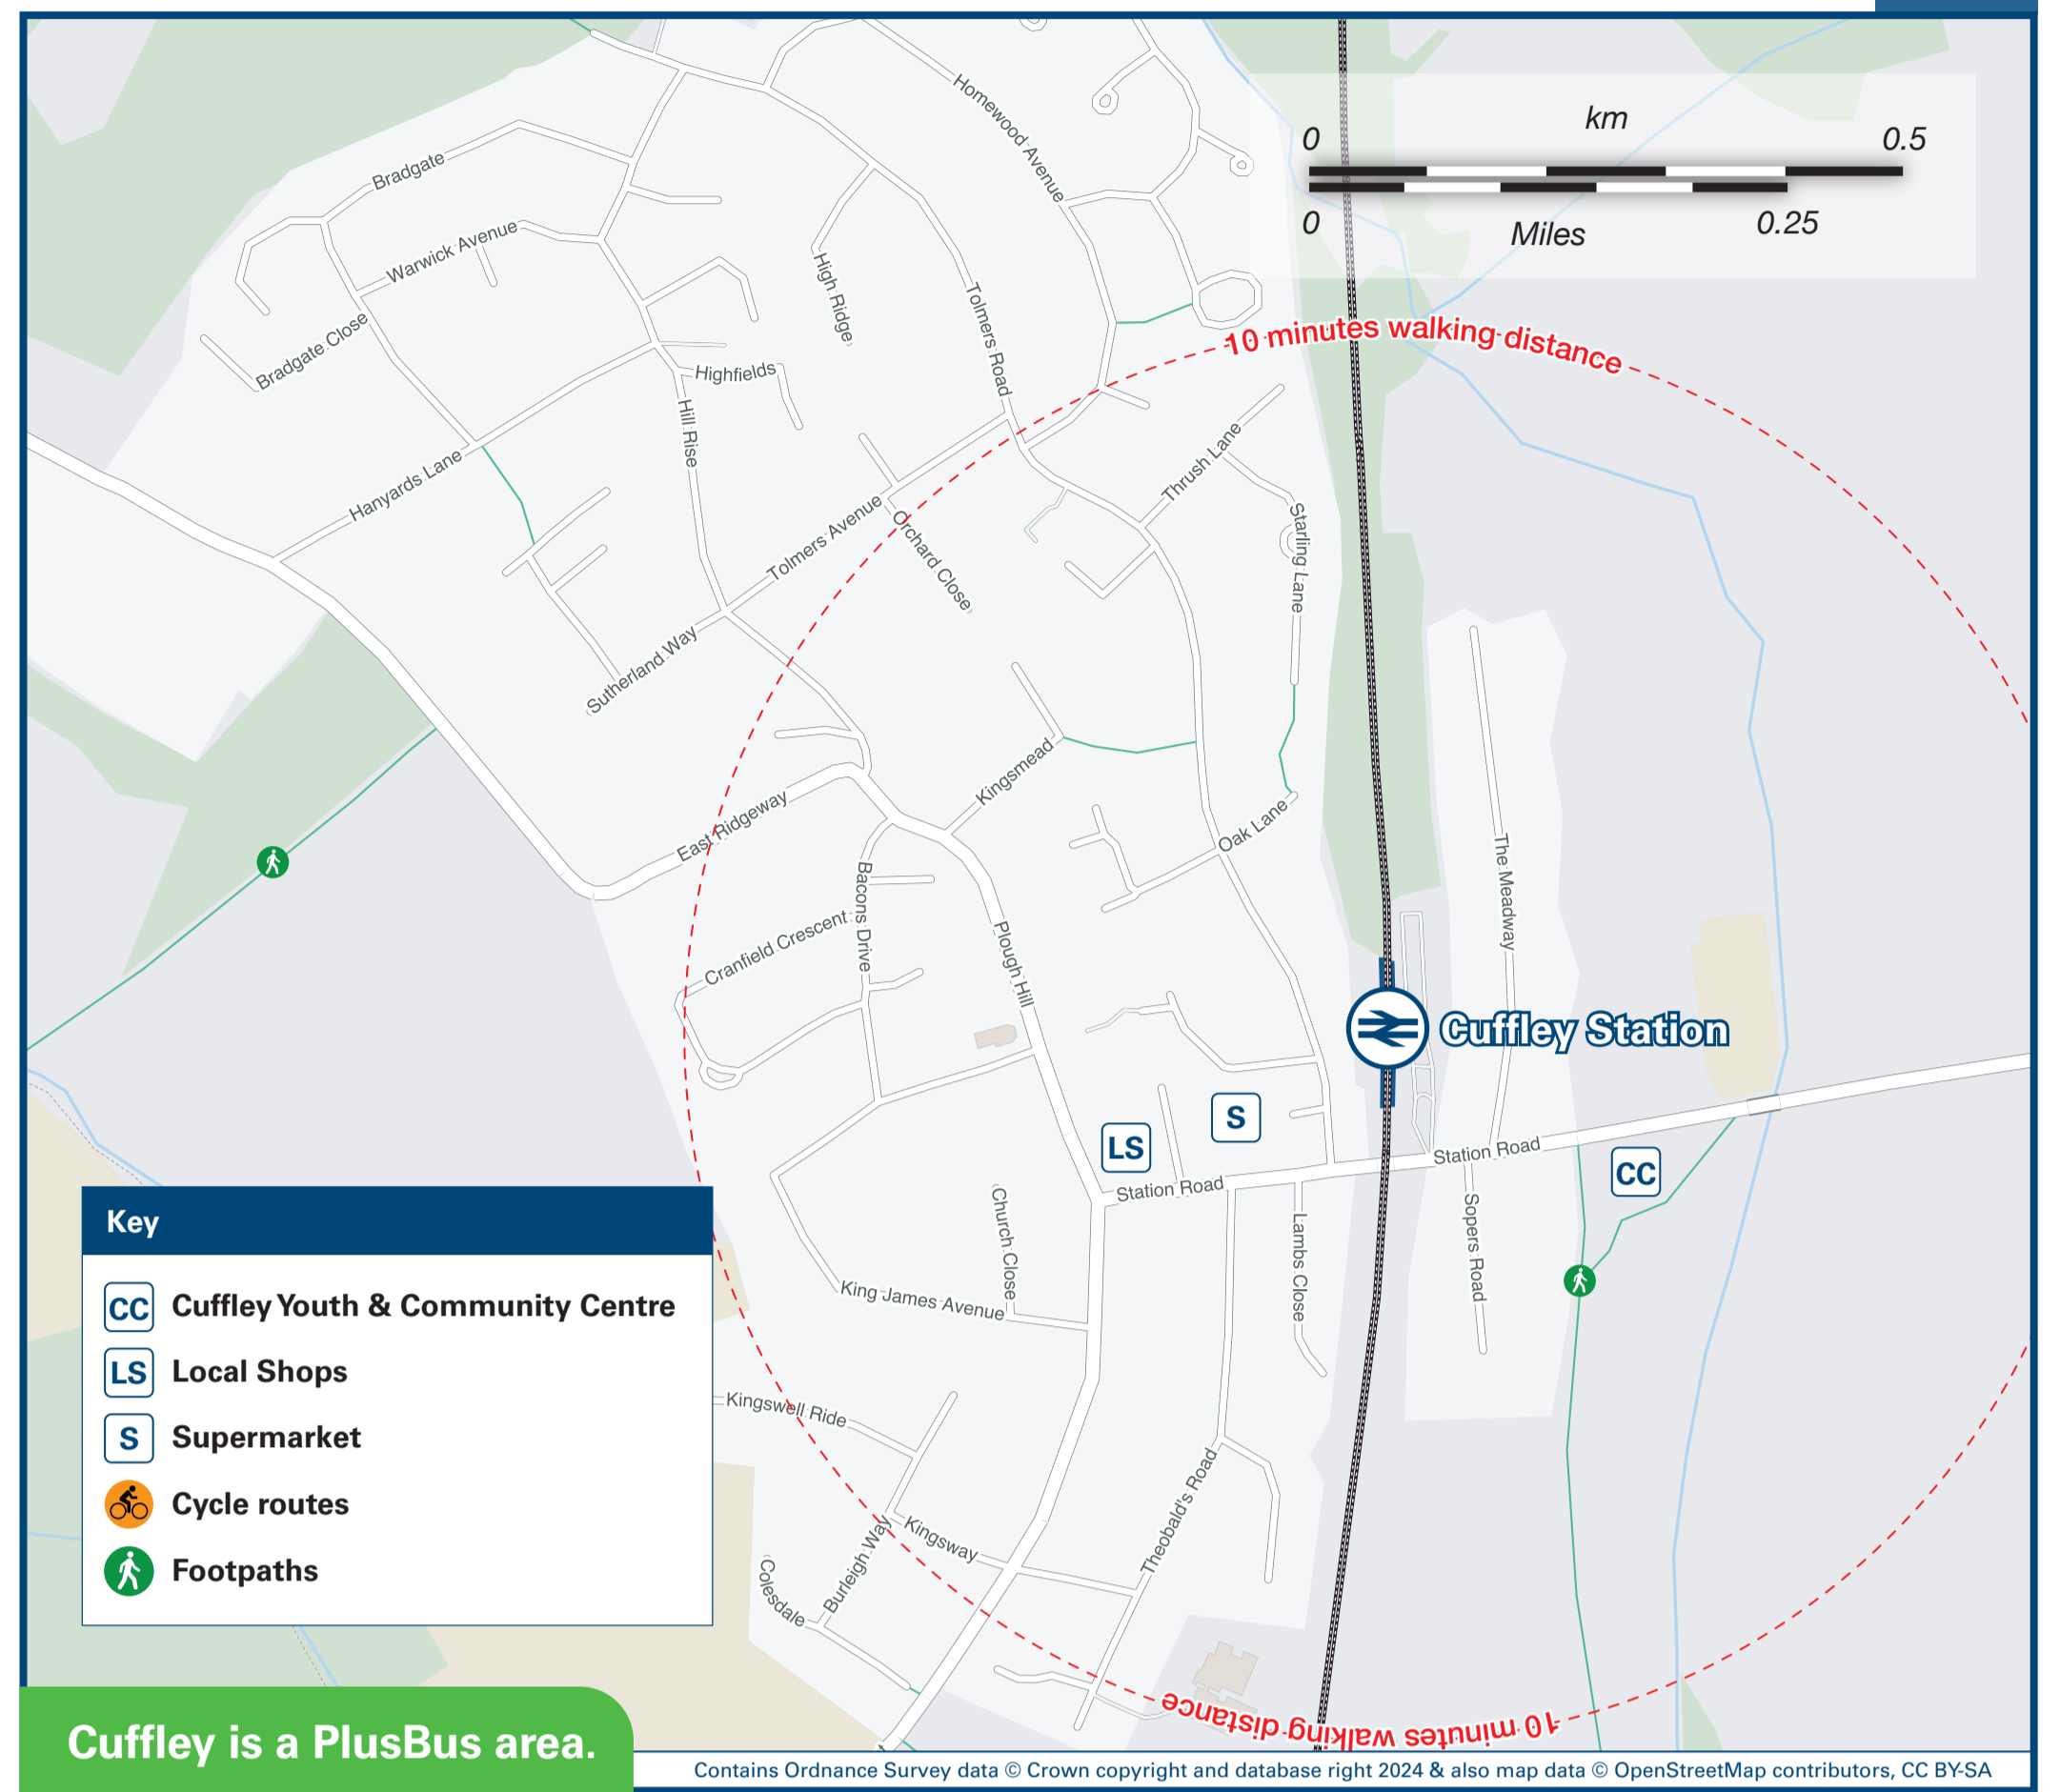 Homewood Avenue
km
0
0.5
0
Miles
0.25
Bradgate
Warwick Avenue
High Ridge
Tolmers Road
Bradgate Close
10 minutes walking distance
Highfields
Hill Rise
Hanyards Lane
Thrush Lane
Tolmers Avenue
Orchard Close
Starling Lane
Sutherland Way
Kingsmead
East Ridgeway
Oak Lane
Bacons Drive
The Meadway
Cranfield Crescent
Plough Hill
Cuffley Station
S
LS
Station Road
CC
Station Road
Church Close
Lambs Close
Sopers Road
King James Avenue
Kingswell Ride
Kingsway
Theobald's Road
Burleigh Way
Colesdale
10 minutes walking distance
Key
CC Cuffley Youth & Community Centre
LS Local Shops
S Supermarket
Cycle routes
Footpaths
Cuffley is a PlusBus area.
Contains Ordnance Survey data © Crown copyright and database right 2024 & also map data © OpenStreetMap contributors, CC BY-SA